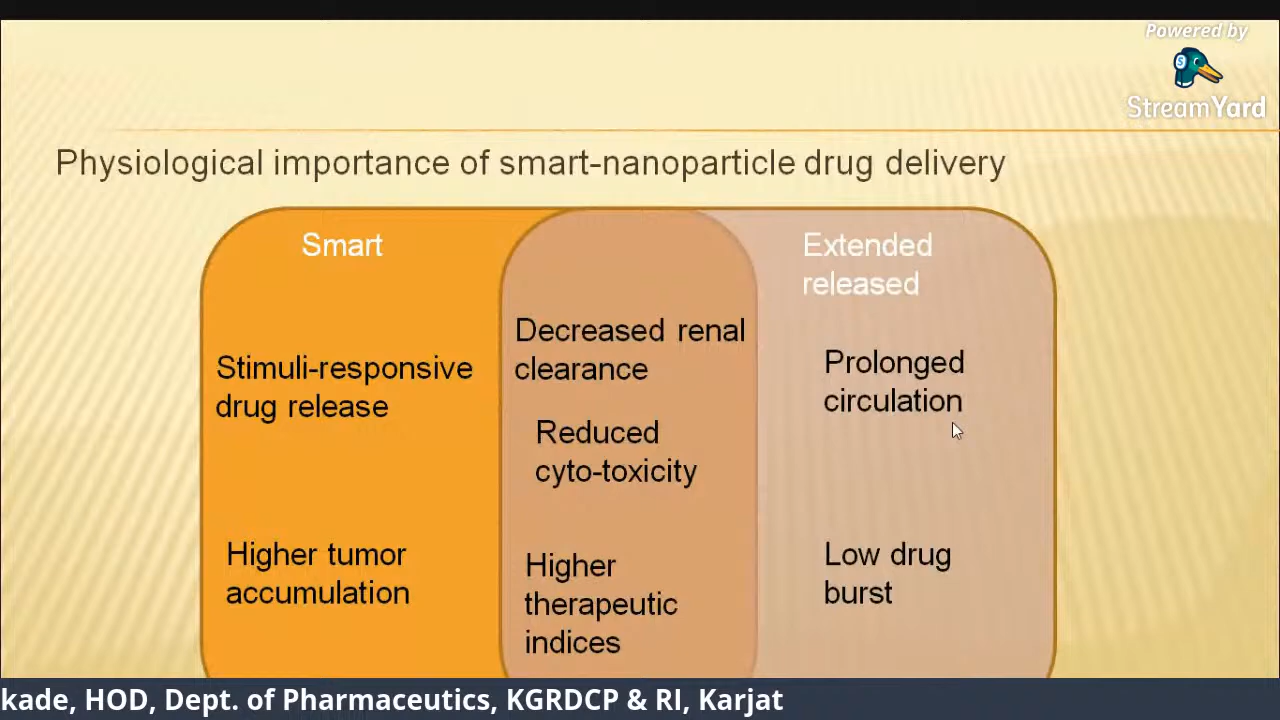 Powered by
StreamYard
Physiological importance of smart-nanoparticle drug delivery
Smart
Stimuli-responsive
drug release
Higher tumor
accumulation
Decreased renal
clearance
Reduced
cyto-toxicity
Higher
therapeutic
indices
Extended
released
Prolonged
circulation
Low drug
burst
kade, HOD, Dept. of Pharmaceutics, KGRDCP & RI, Karjat